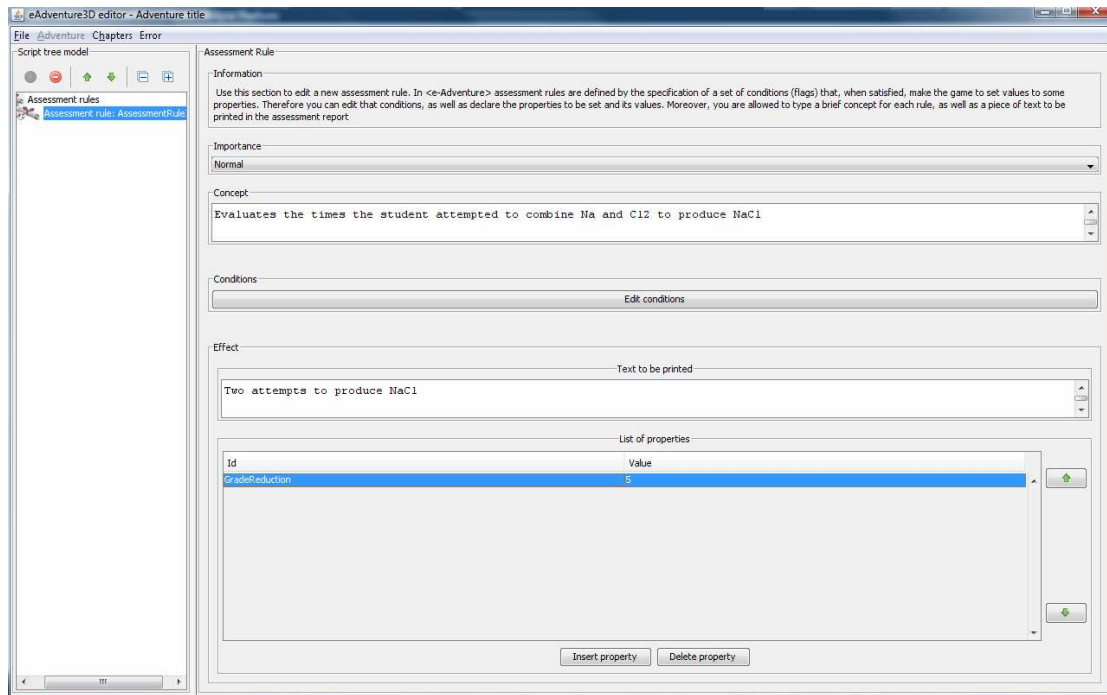 eAdventure3D editor - Adventure title
File Adventure Chapters Error
Script tree model
Assessment rules
Assessment rule: AssessmentRule
Assessment Rule
Information
Use this section to edit a new assessment rule. In <e-Adventure> assessment rules are defined by the specification of a set of conditions (flags) that, when satisfied, make the game to set values to some
properties. Therefore you can edit that conditions, as well as declare the properties to be set and its values. Moreover, you are allowed to type a brief concept for each rule, as well as a piece of text to be
printed in the assessment report
Importance
Normal
Concept
Evaluates the times the student attempted to combine Na and Cl2 to produce NaCl
Conditions
Edit conditions
Effect
Text to be printed
Two attempts to produce NaCl
List of properties
Id Value
GradeReduction 5
Insert property Delete property